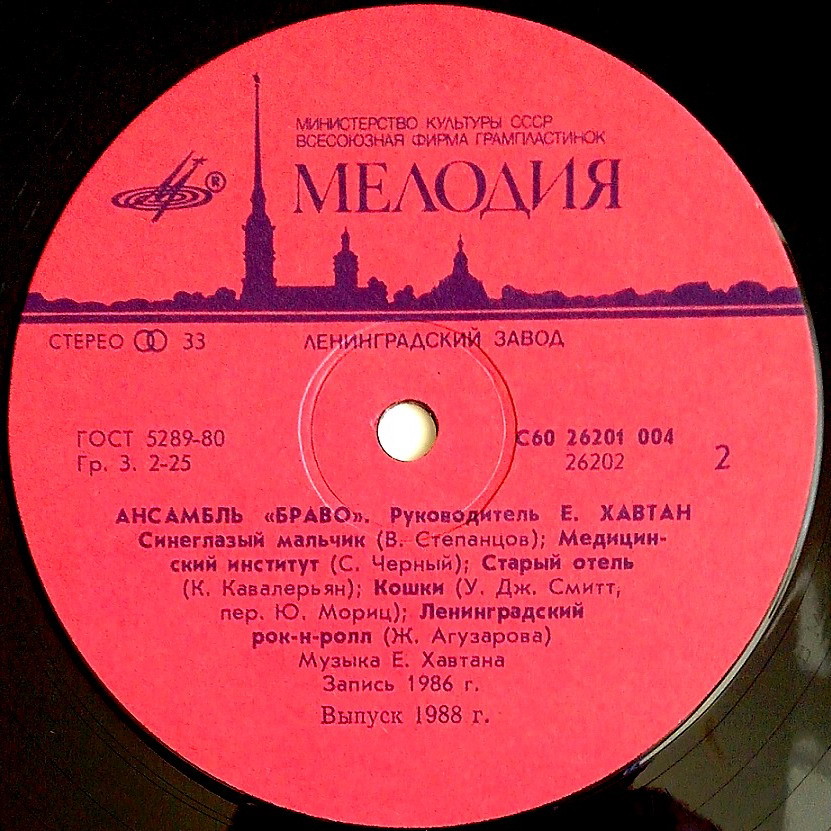 МИНИСТЕРСТВО КУЛЬТУРЫ СССР
ВСЕСОЮЗНАЯ ФИРМА ГРАМПЛАСТИНОК
®
МЕЛОДИЯ
СТЕРЕО 33
ЛЕНИНГРАДСКИЙ ЗАВОД
ГОСТ 5289-80
Гр. 3. 2-25
С60 26201 004
26202
2
АНСАМБЛЬ «БРАВО». Руководитель Е. ХАВТАН
Синеглазый мальчик (В. Степанцов); Медицин-
ский институт (С. Черный); Старый отель
(К. Кавалерьян); Кошки (У. Дж. Смитт,
пер. Ю. Мориц); Ленинградский
рок-н-ролл (Ж. Агузарова)
Музыка Е. Хавтана
Запись 1986 г.
Выпуск 1988 г.